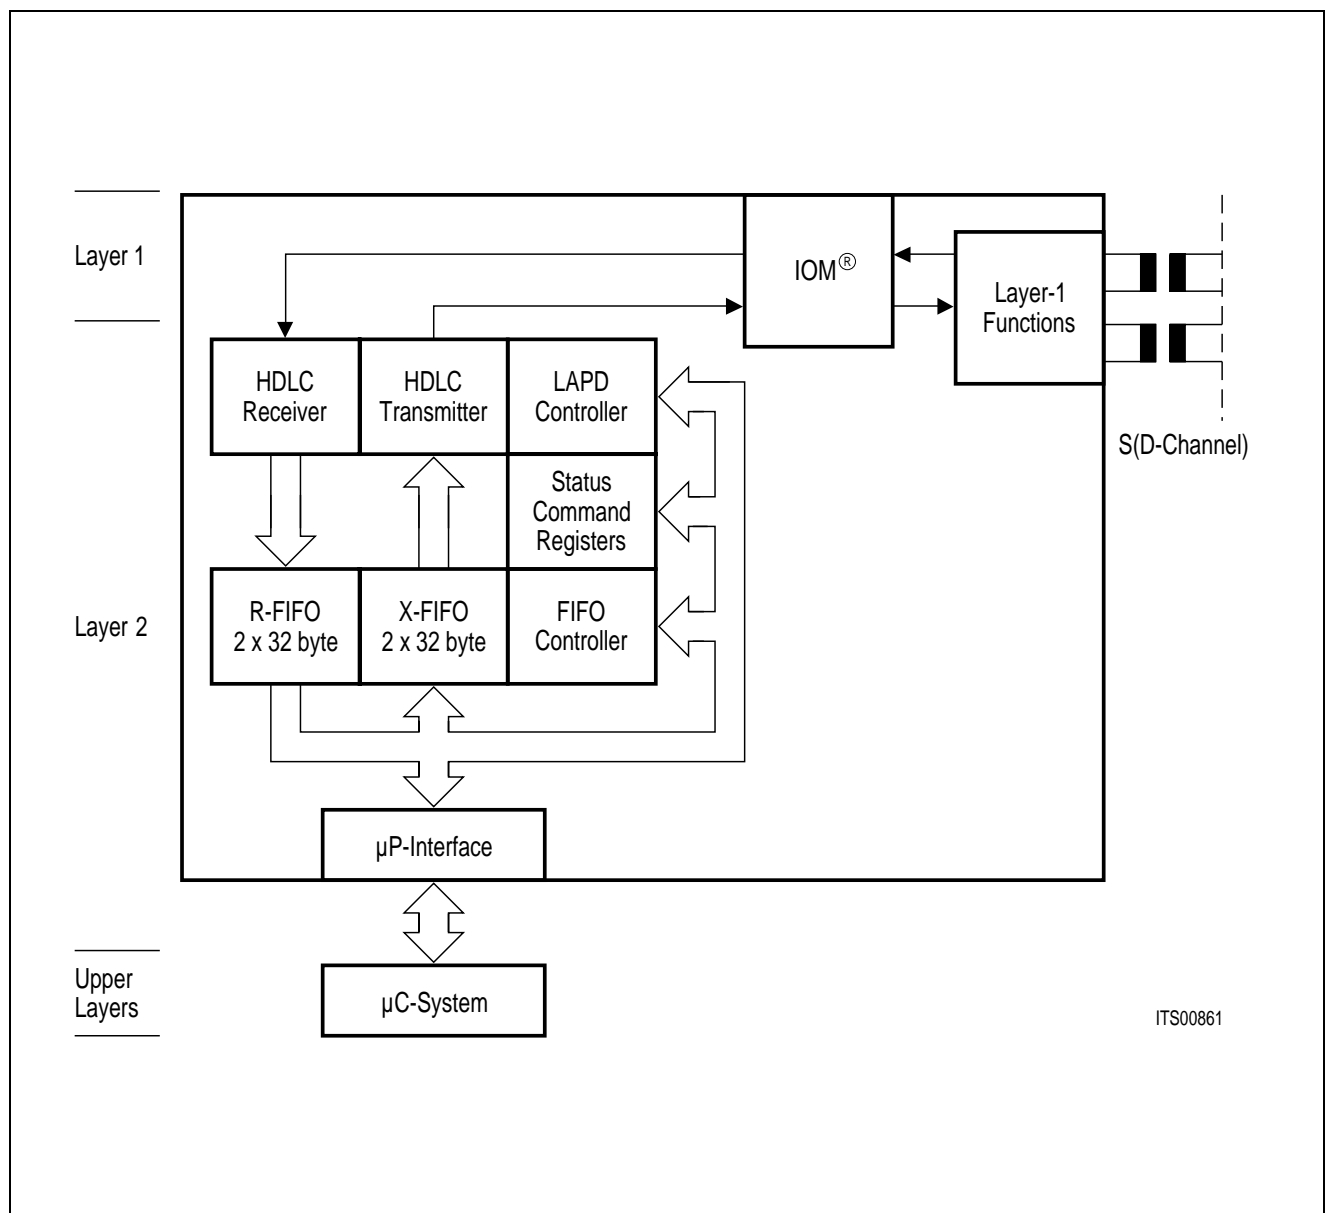 Layer 1
IOM®
Layer-1
Functions
HDLC
Receiver
HDLC
Transmitter
LAPD
Controller
S(D-Channel)
Status
Command
Registers
Layer 2
R-FIFO
2 x 32 byte
X-FIFO
2 x 32 byte
FIFO
Controller
µP-Interface
Upper
Layers
µC-System
ITS00861